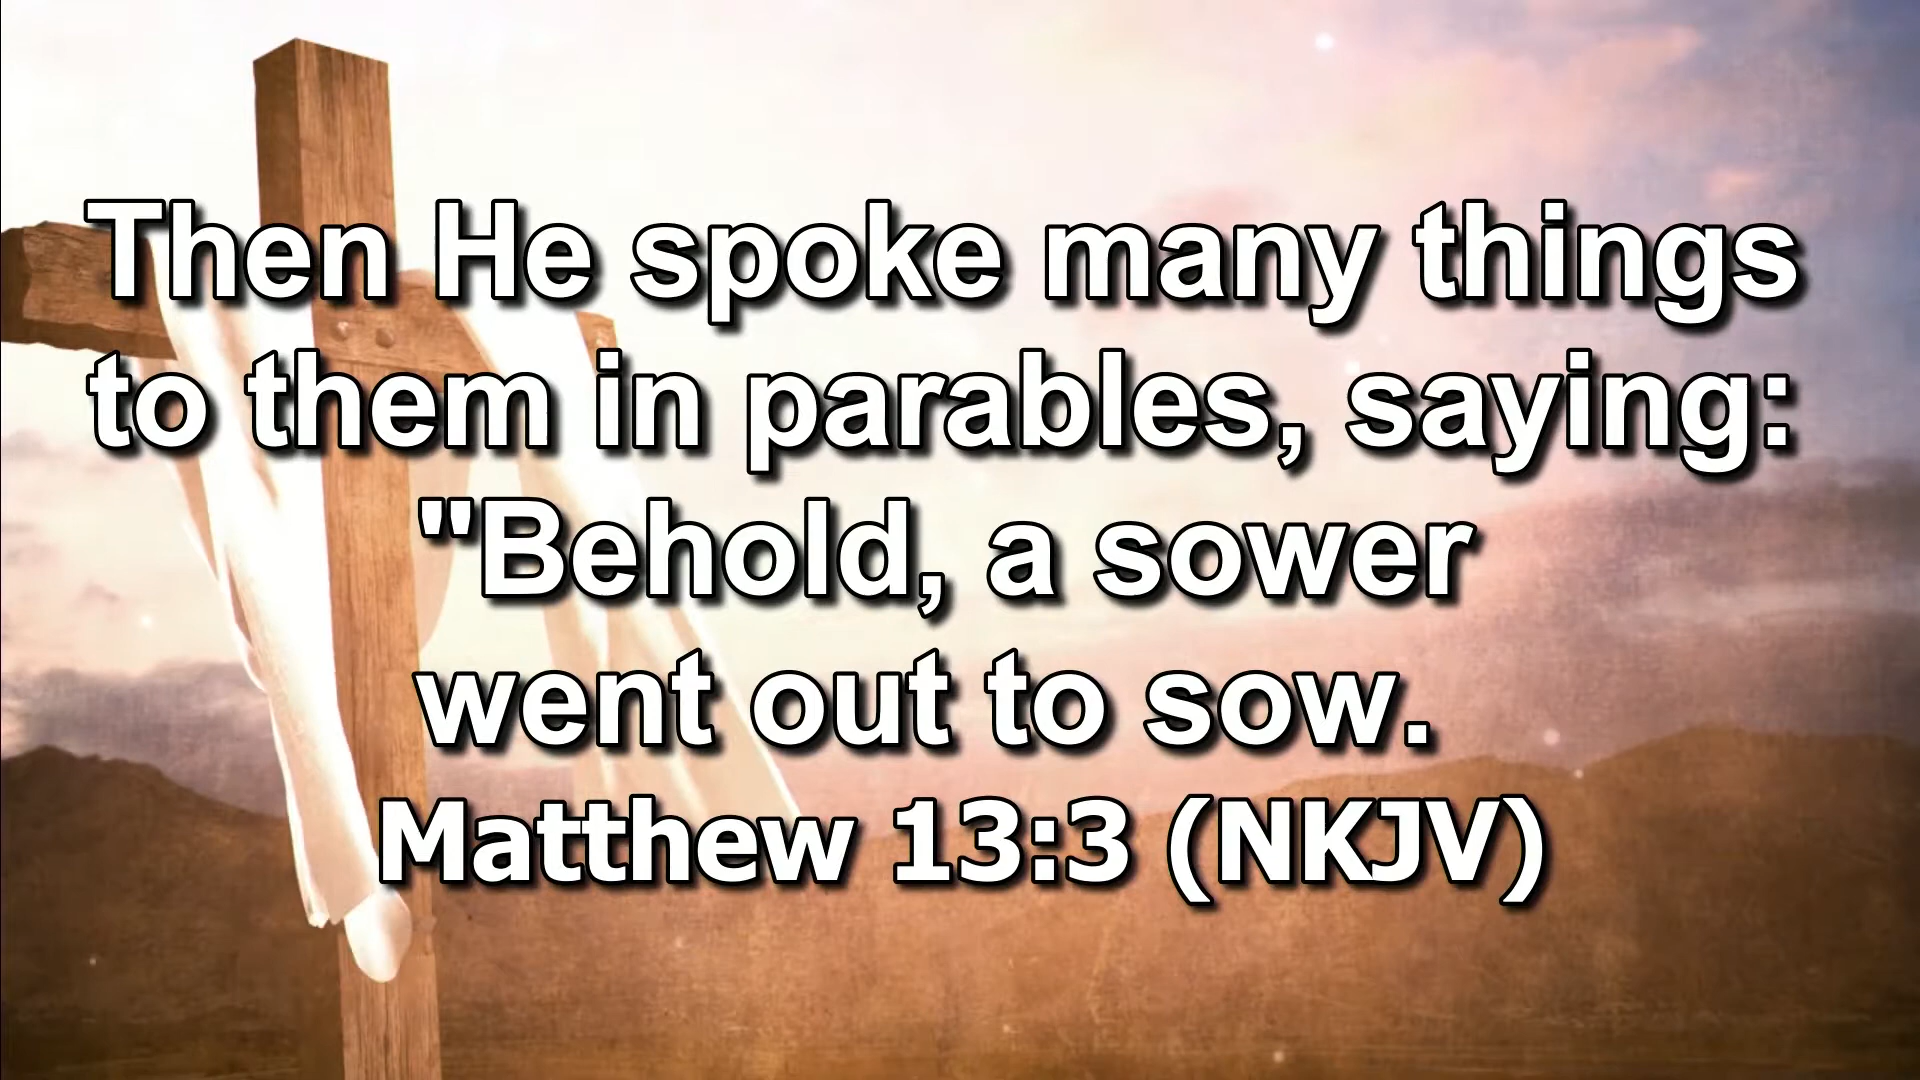 Then He spoke many things
to them in parables, saying:
"Behold, a sower
went out to sow.
Matthew 13:3 (NKJV)